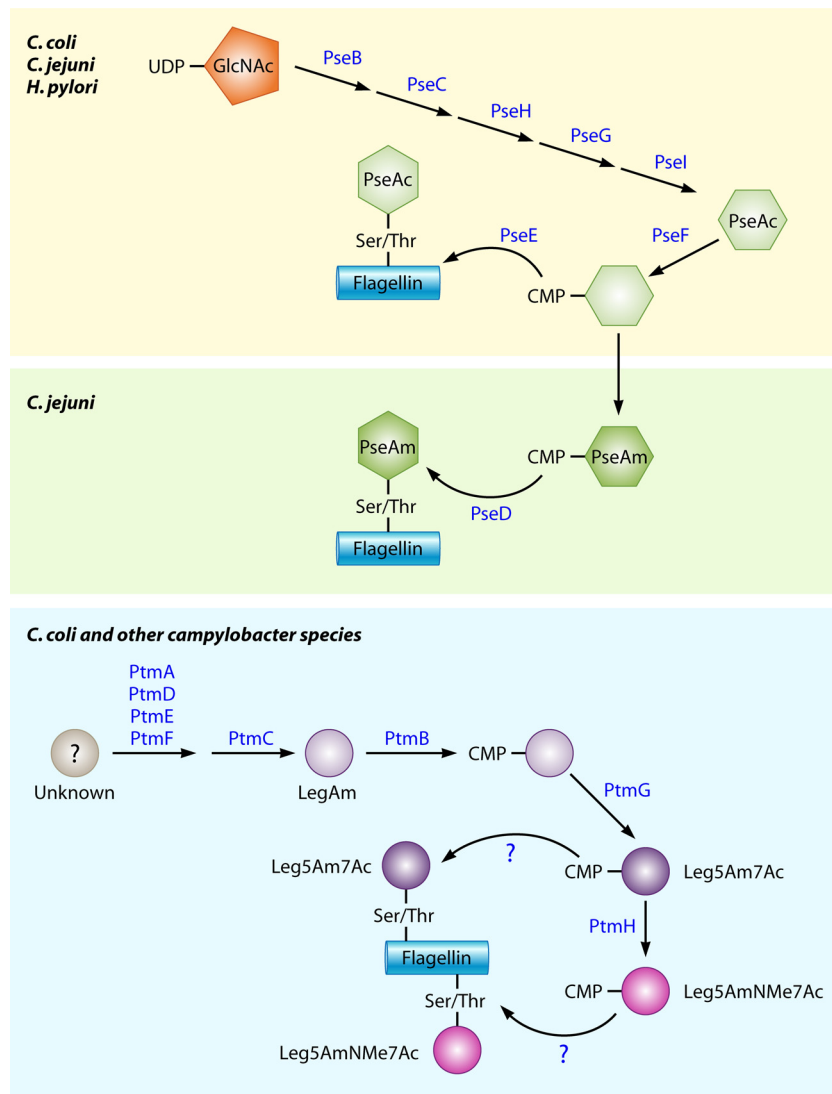 C. coli
C. jejuni
H. pylori
UDP
GlcNAc
PseB
PseC
PseH
PseG
PseI
PseAc
PseF
CMP
PseE
PseAc
Ser/Thr
Flagellin
C. jejuni
CMP
PseAm
PseD
PseAm
Ser/Thr
Flagellin
C. coli and other campylobacter species
PtmA
PtmD
PtmE
PtmF
?
Unknown
PtmC
LegAm
PtmB
CMP
PtmG
CMP
Leg5Am7Ac
?
Leg5Am7Ac
Ser/Thr
Flagellin
PtmH
CMP
Leg5AmNMe7Ac
?
Ser/Thr
Leg5AmNMe7Ac